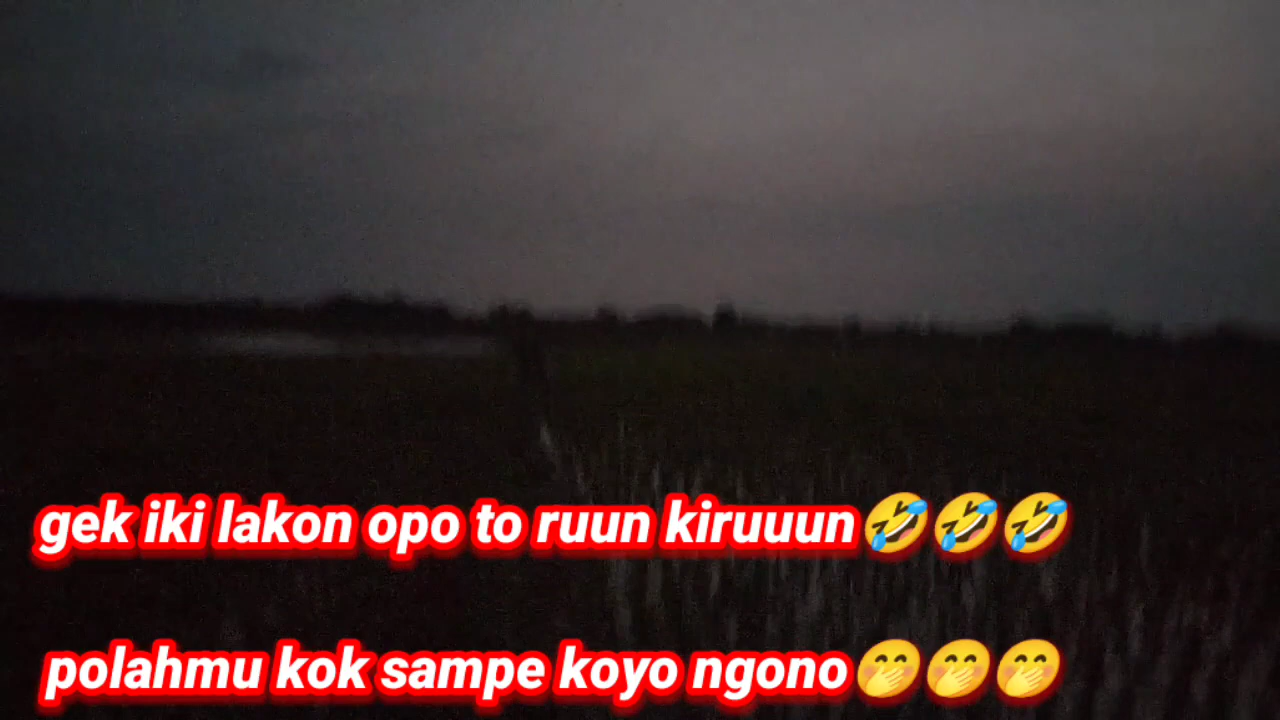 gek iki lakon opo to ruun kiruuun🤣🤣🤣
polahmu kok sampe koyo ngono🤭🤭🤭